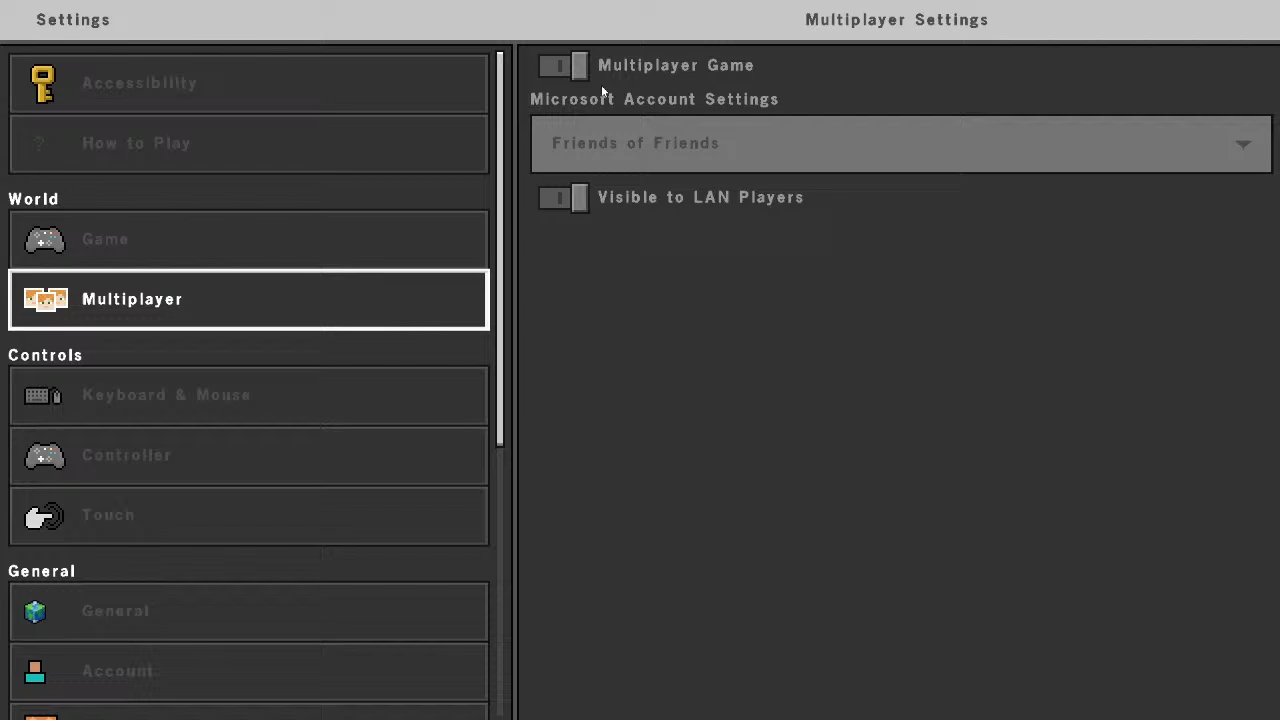 Settings
Multiplayer Settings
Accessibility
How to Play
World
Game
Multiplayer
Controls
Keyboard & Mouse
Controller
Touch
General
General
Account
Multiplayer Game
Microsoft Account Settings
Friends of Friends
Visible to LAN Players